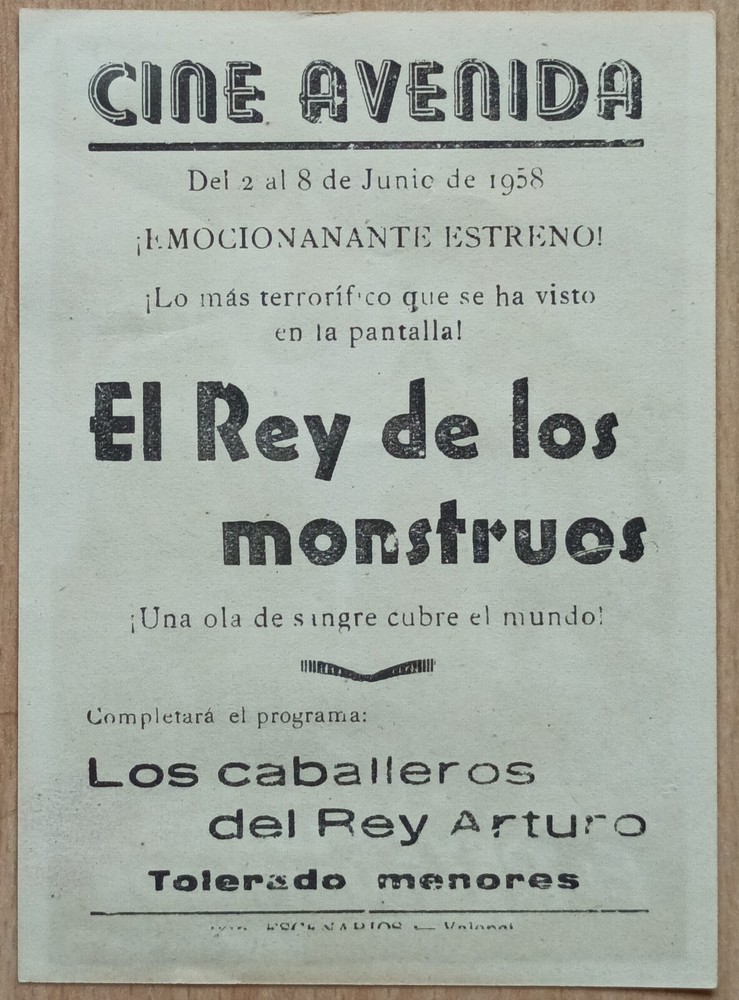 CINE AVENIDA
Del 2 al 8 de Junio de 1958
¡EMOCIONANANTE ESTRENO!
¡Lo más terrorífico que se ha visto
en la pantalla!
El Rey de los
monstruos
¡Una ola de sangre cubre el mundo!
Completará el programa:
Los caballeros
del Rey Arturo
Tolerado menores
ESCENARIOS —